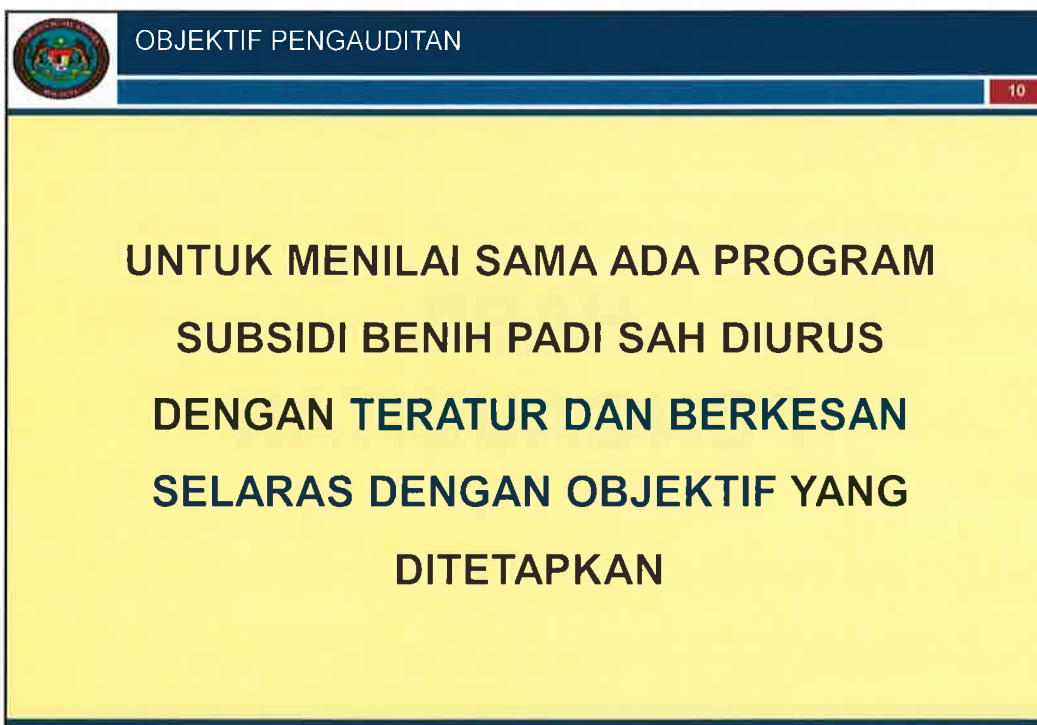 OBJEKTIF PENGAUDITAN
10
UNTUK MENILAI SAMA ADA PROGRAM
SUBSIDI BENIH PADI SAH DIURUS
DENGAN TERATUR DAN BERKESAN
SELARAS DENGAN OBJEKTIF YANG
DITETAPKAN